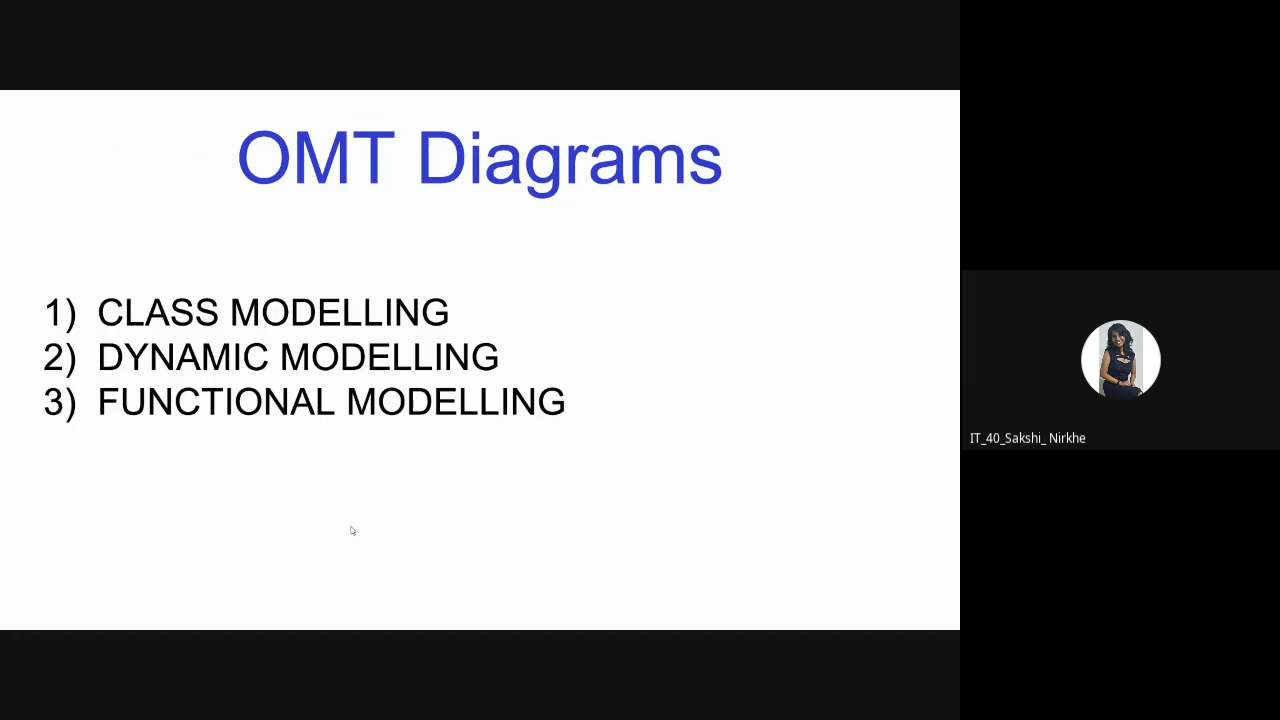 OMT Diagrams
1) CLASS MODELLING
2) DYNAMIC MODELLING
3) FUNCTIONAL MODELLING
IT_40_Sakshi_ Nirkhe